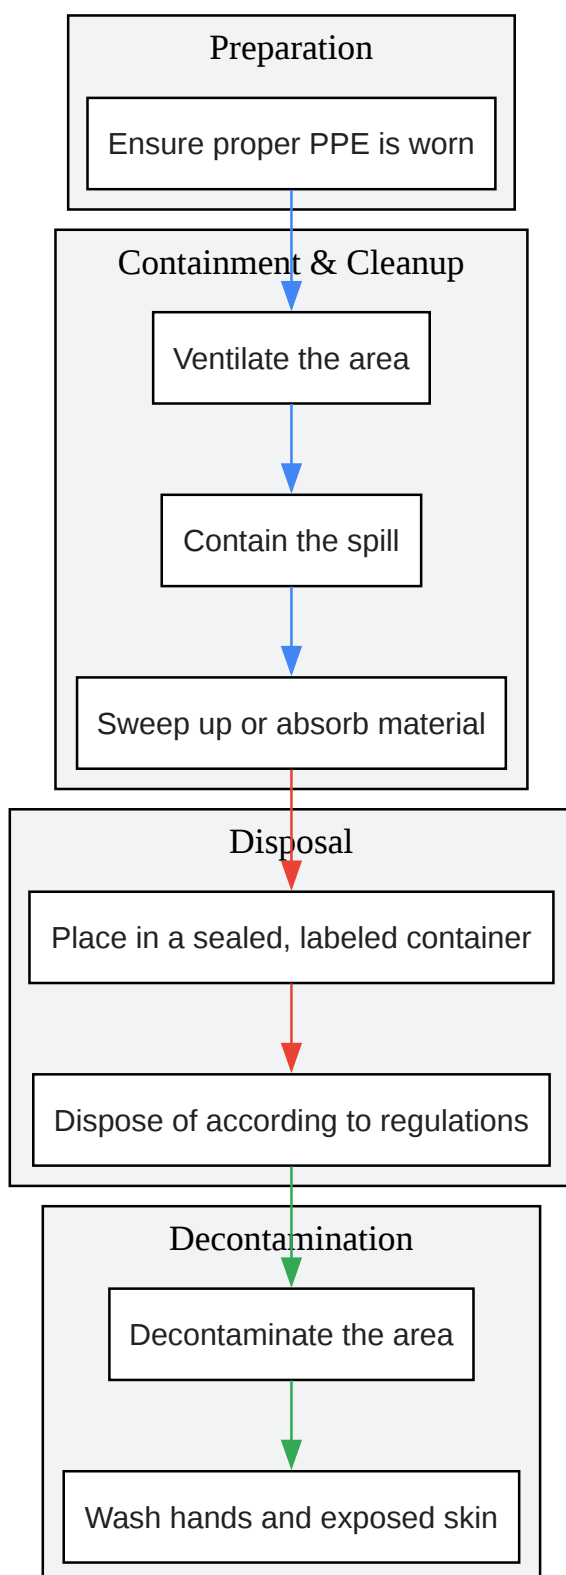 Preparation
Ensure proper PPE is worn
Containment & Cleanup
Ventilate the area
Contain the spill
Sweep up or absorb material
Disposal
Place in a sealed, labeled container
Dispose of according to regulations
Decontamination
Decontaminate the area
Wash hands and exposed skin